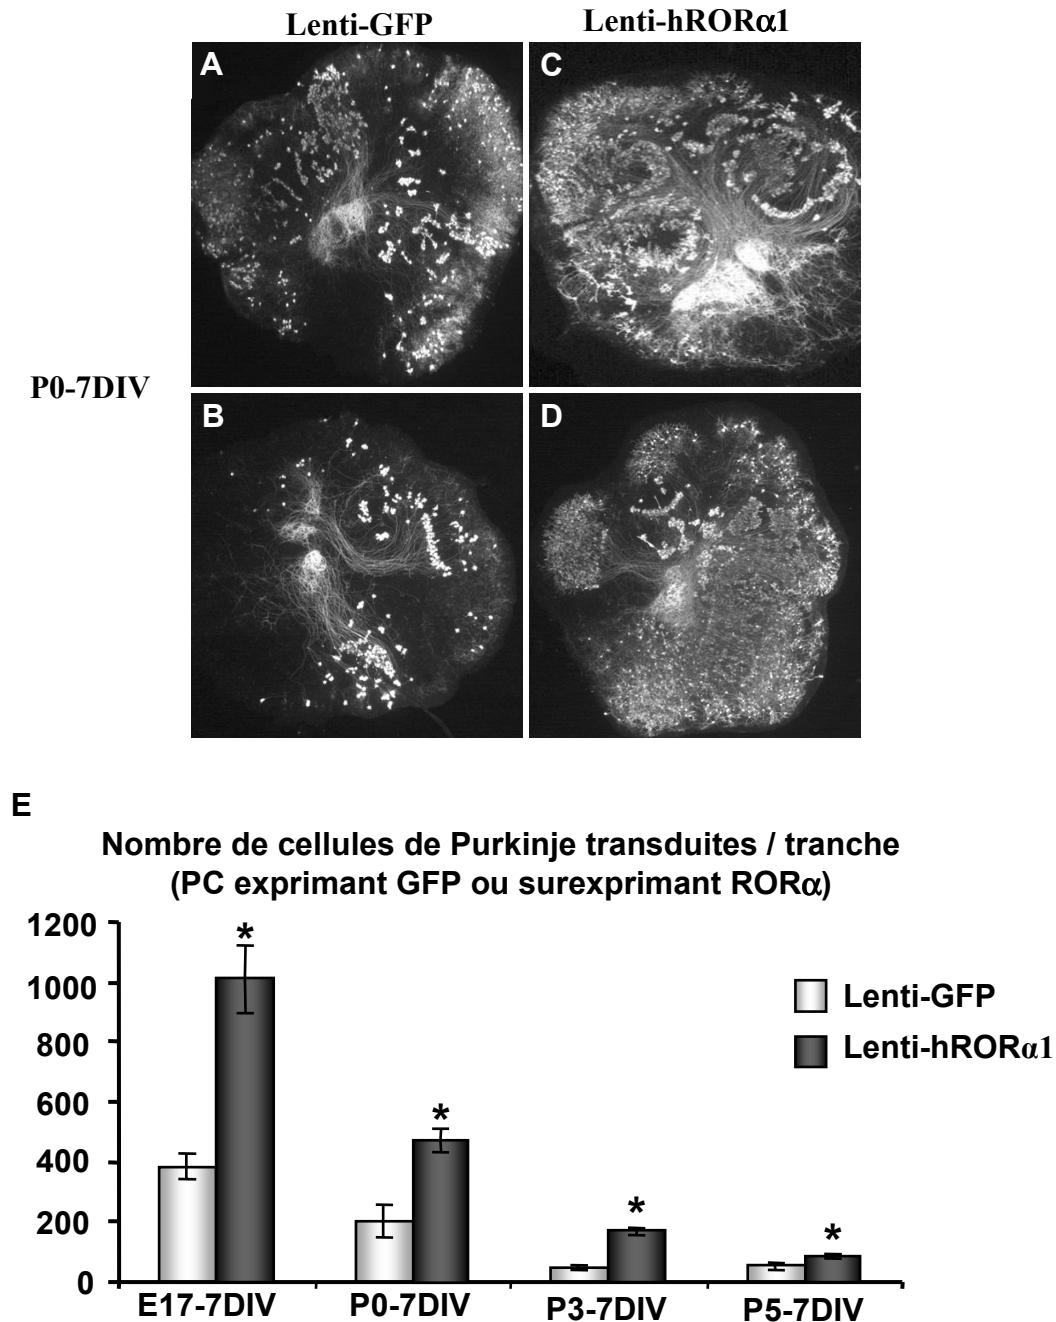 Lenti-GFP
Lenti-hRORα1
A
C
P0-7DIV
B
D
E
Nombre de cellules de Purkinje transduites / tranche
(PC exprimant GFP ou surexprimant RORα)
1200
1000
800
600
400
200
0
*
*
*
*
Lenti-GFP
Lenti-hRORα1
E17-7DIV
P0-7DIV
P3-7DIV
P5-7DIV